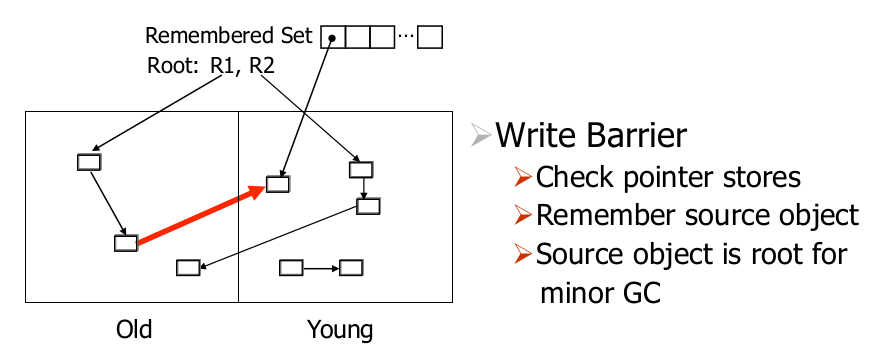 Remembered Set ...
Root: R1, R2
Write Barrier
Check pointer stores
Remember source object
Source object is root for
minor GC
Old
Young